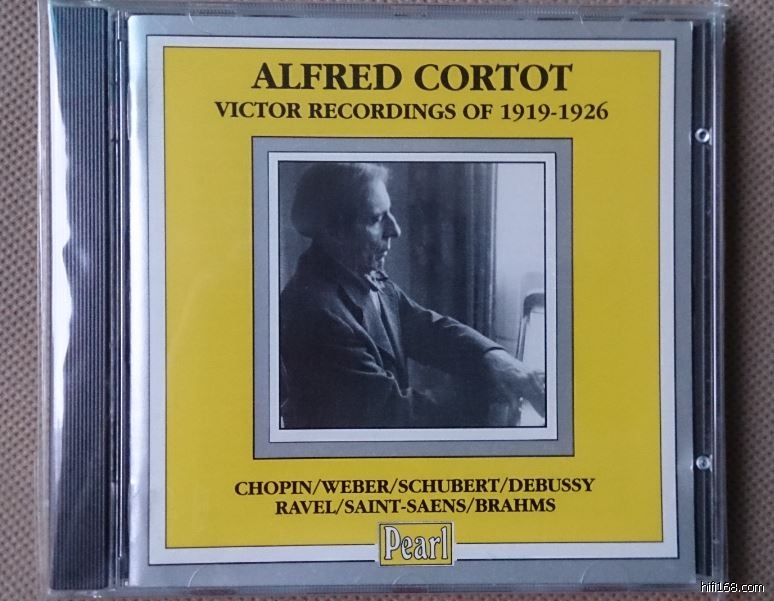 ALFRED CORTOT
VICTOR RECORDINGS OF 1919-1926
CHOPIN/WEBER/SCHUBERT/DEBUSSY
RAVEL/SAINT-SAENS/BRAHMS
Pearl
hifi168.com